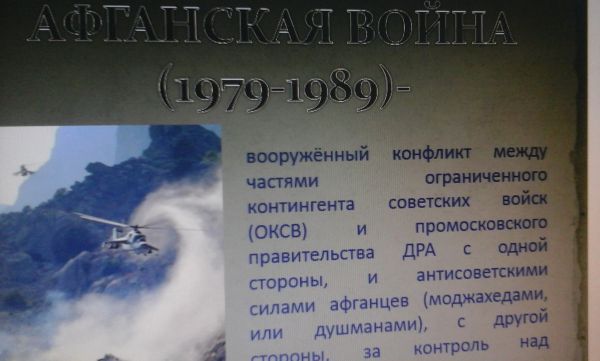 АФГАНСКАЯ ВОЙНА
(1979-1989)-
вооружённый конфликт между
частями ограниченного
контингента советских войск
(ОКСВ) и промосковского
правительства ДРА с одной
стороны, и антисоветскими
силами афганцев (моджахедами,
или душманами), с другой
стороны, за контроль над